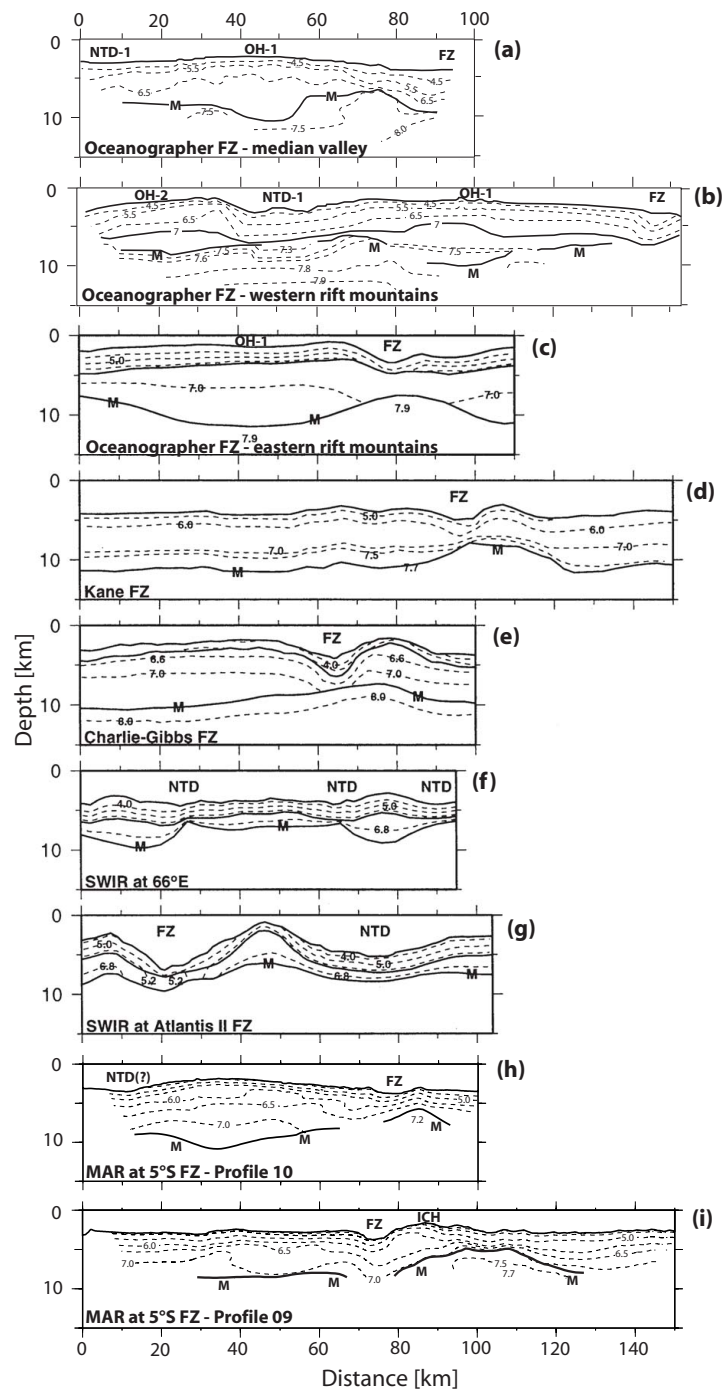 0 20 40 60 80 100
NTD-1 OH-1 FZ (a)
0
4.5
5.5
4.5
5.5
6.5
6.5
M M
7.5
7.5
8.0
10
Oceanographer FZ - median valley
OH-2 NTD-1 OH-1 FZ (b)
0
4.5
5.5
6.5
4.5
5.5
6.5
7
7
M
7.5
7.6
7.3
M
7.5
M
M
7.8
7.9
10
Oceanographer FZ - western rift mountains
OH-1 FZ (c)
0
5.0
7.0
7.0
M M
7.9
7.9
10
Oceanographer FZ - eastern rift mountains
FZ (d)
0
5.0
6.0
6.0
7.0
7.5
7.0
M
7.7
M
10
Kane FZ
FZ (e)
0
6.6
4.0
6.6
7.0
7.0
M
8.0
M
8.0
10
Charlie-Gibbs FZ
Depth [km]
NTD NTD NTD (f)
0
4.0
5.0
M
M
6.8
10
SWIR at 66°E
FZ NTD (g)
0
5.0
6.8
5.2
5.2
M
4.0
5.0
6.8
M
10
SWIR at Atlantis II FZ
NTD(?) FZ (h)
0
6.0
6.5
5.0
7.0
7.2
M M M
10
MAR at 5°S FZ - Profile 10
FZ ICH (i)
0
6.0
6.5
5.0
6.5
7.0
7.0
7.5
7.7
M M M M
10
MAR at 5°S FZ - Profile 09
0 20 40 60 80 100 120 140
Distance [km]